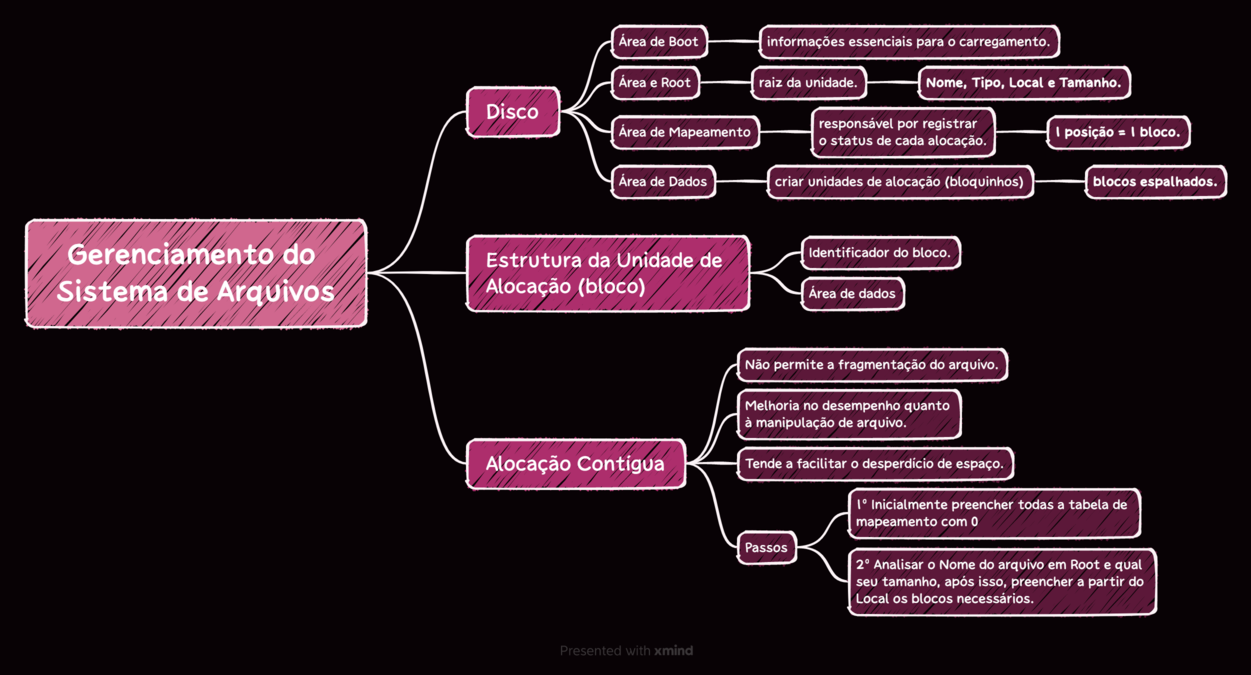 Gerenciamento do
Sistema de Arquivos
Disco
Área de Boot
informações essenciais para o carregamento.
Área e Root
raiz da unidade.
Nome, Tipo, Local e Tamanho.
Área de Mapeamento
responsável por registrar
o status de cada alocação.
1 posição = 1 bloco.
Área de Dados
criar unidades de alocação (bloquinhos)
blocos espalhados.
Estrutura da Unidade de
Alocação (bloco)
Identificador do bloco.
Área de dados
Alocação Contígua
Não permite a fragmentação do arquivo.
Melhoria no desempenho quanto
à manipulação de arquivo.
Tende a facilitar o desperdício de espaço.
Passos
1° Inicialmente preencher todas a tabela de
mapeamento com 0
2° Analisar o Nome do arquivo em Root e qual
seu tamanho, após isso, preencher a partir do
Local os blocos necessários.
Presented with xmind